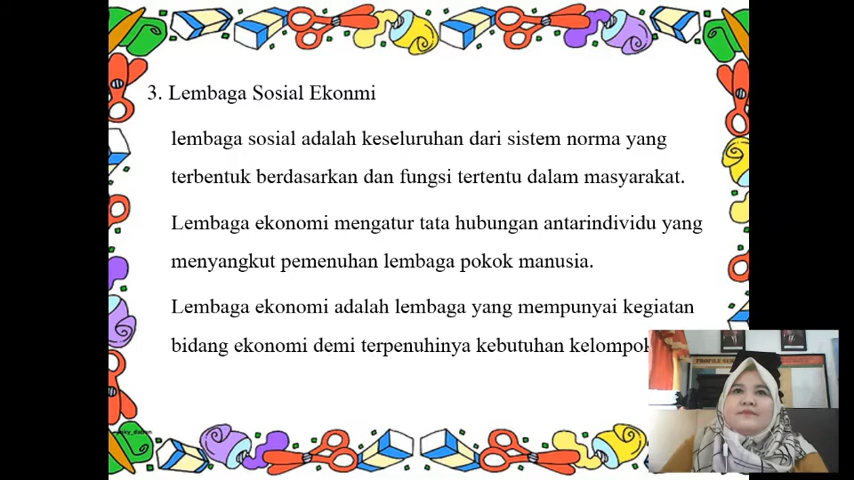 3. Lembaga Sosial Ekonmi
lembaga sosial adalah keseluruhan dari sistem norma yang
terbentuk berdasarkan dan fungsi tertentu dalam masyarakat.
Lembaga ekonomi mengatur tata hubungan antarindividu yang
menyangkut pemenuhan lembaga pokok manusia.
Lembaga ekonomi adalah lembaga yang mempunyai kegiatan
bidang ekonomi demi terpenuhinya kebutuhan kelompok